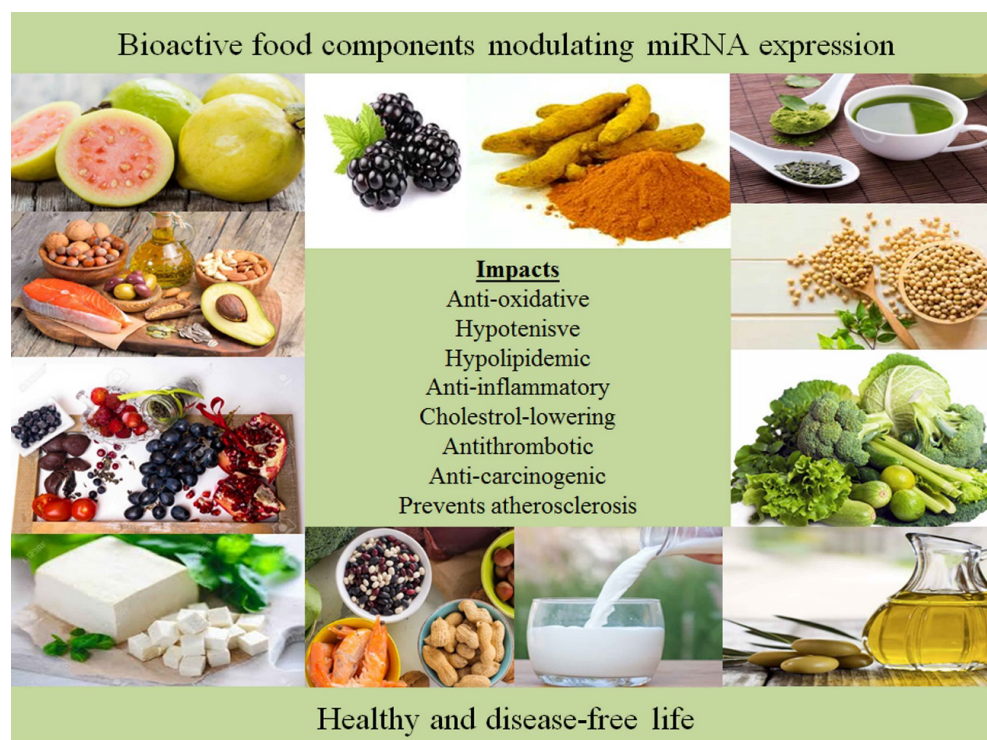 Bioactive food components modulating miRNA expression
Impacts
Anti-oxidative
Hypotenisve
Hypolipidemic
Anti-inflammatory
Cholestrol-lowering
Antithrombotic
Anti-carcinogenic
Prevents atherosclerosis
Healthy and disease-free life